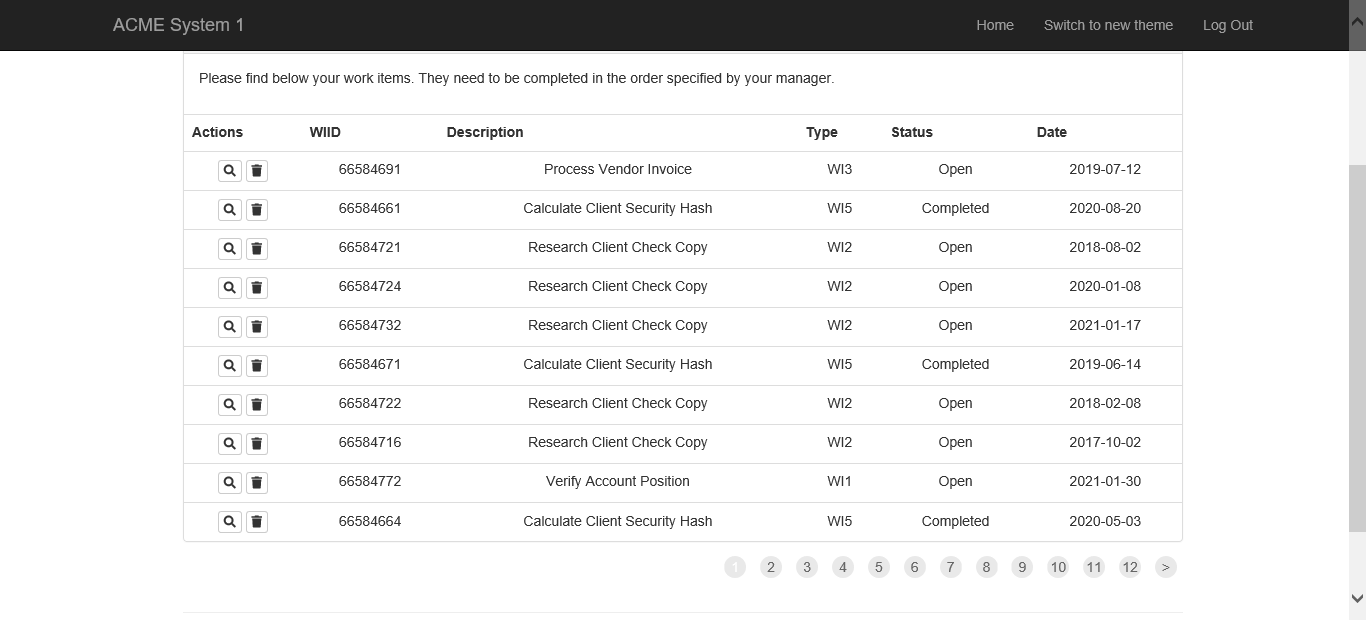 ACME System 1 Home Switch to new theme Log Out
Please find below your work items. They need to be completed in the order specified by your manager.
Actions WIID Description Type Status Date
66584691 Process Vendor Invoice WI3 Open 2019-07-12
66584661 Calculate Client Security Hash WI5 Completed 2020-08-20
66584721 Research Client Check Copy WI2 Open 2018-08-02
66584724 Research Client Check Copy WI2 Open 2020-01-08
66584732 Research Client Check Copy WI2 Open 2021-01-17
66584671 Calculate Client Security Hash WI5 Completed 2019-06-14
66584722 Research Client Check Copy WI2 Open 2018-02-08
66584716 Research Client Check Copy WI2 Open 2017-10-02
66584772 Verify Account Position WI1 Open 2021-01-30
66584664 Calculate Client Security Hash WI5 Completed 2020-05-03
1 2 3 4 5 6 7 8 9 10 11 12 >